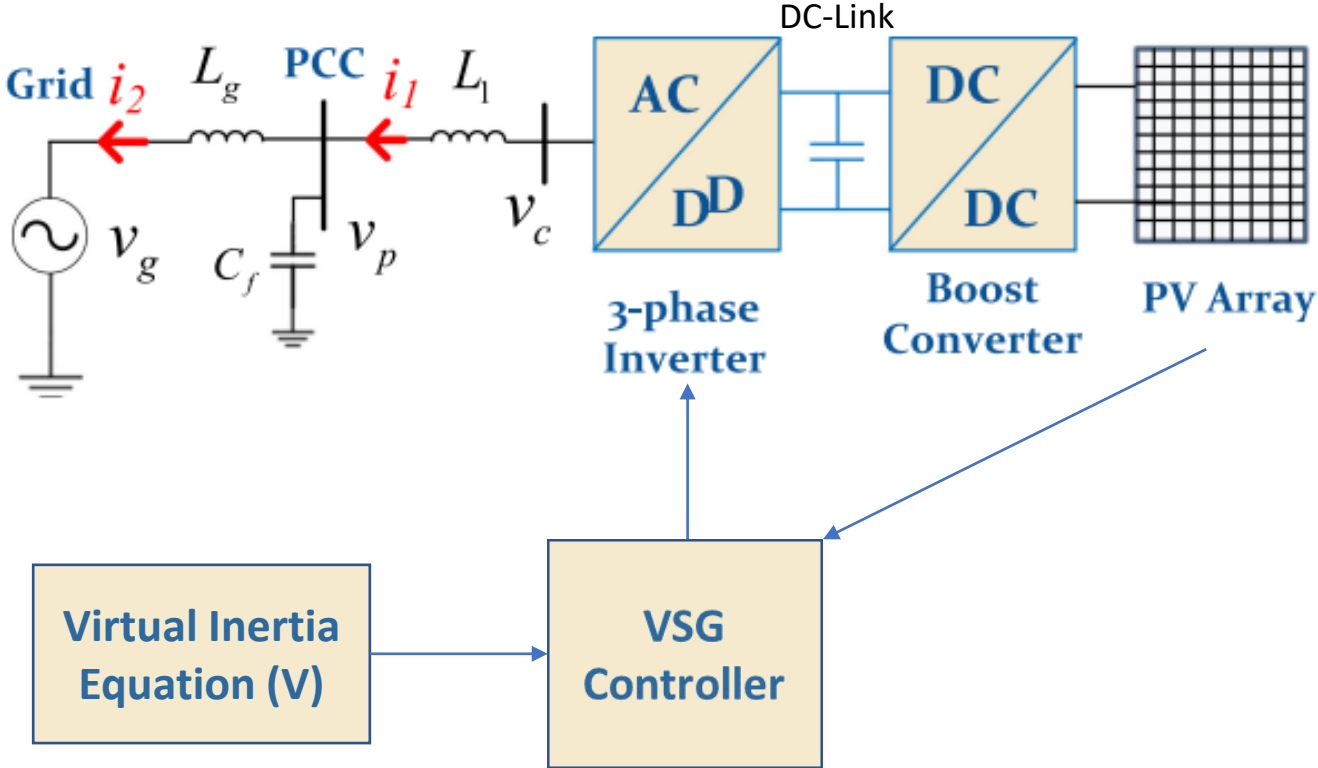 DC-Link
Grid
i2
Lg
PCC
i1
L1
AC
DD
DC
DC
vg
Cf
vp
vc
3-phase
Inverter
Boost
Converter
PV Array
Virtual Inertia
Equation (V)
VSG
Controller